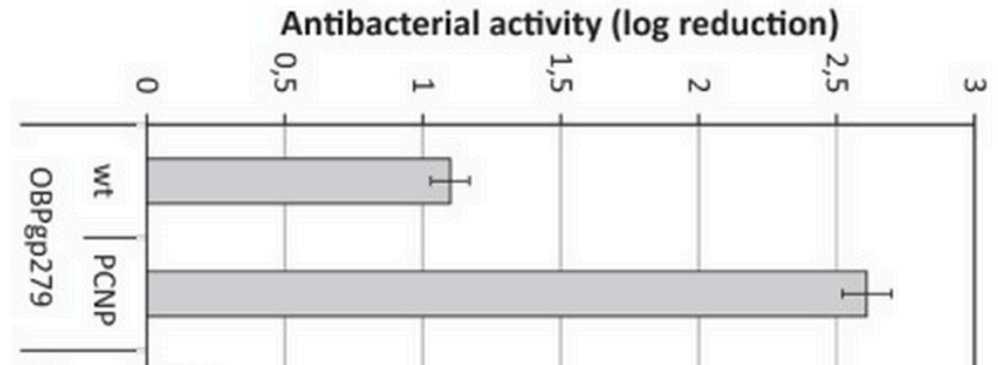 Antibacterial activity (log reduction)
0 0,5 1 1,5 2 2,5 3
wt
PCNP
OBPgp279